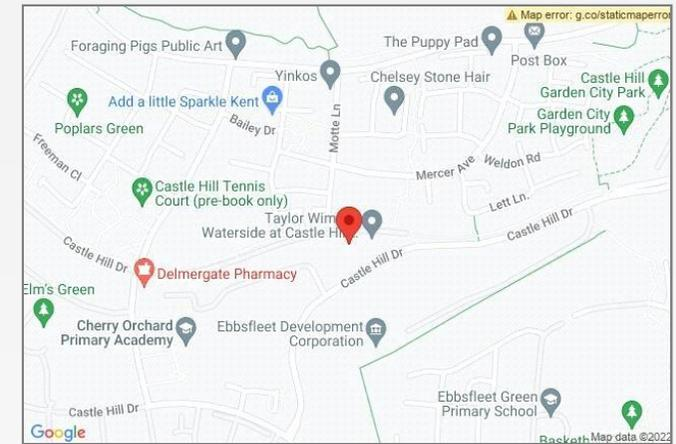 Map error: g.co/staticmaperror
Foraging Pigs Public Art
The Puppy Pad
Post Box
Yinkos
Chelsey Stone Hair
Castle Hill
Garden City Park
Add a little Sparkle Kent
Poplars Green
Bailey Dr
Motte Ln
Garden City
Park Playground
Freeman Cl
Mercer Ave
Weldon Rd
Castle Hill Tennis
Court (pre-book only)
Lett Ln.
Taylor Wim
Waterside at Castle Hi
Castle Hill Dr
Castle Hill Dr
Castle Hill Dr
Delmergate Pharmacy
Elm's Green
Cherry Orchard
Primary Academy
Ebbsfleet Development
Corporation
Ebbsfleet Green
Primary School
Castle Hill Dr
Basketb
Google
Map data ©2022